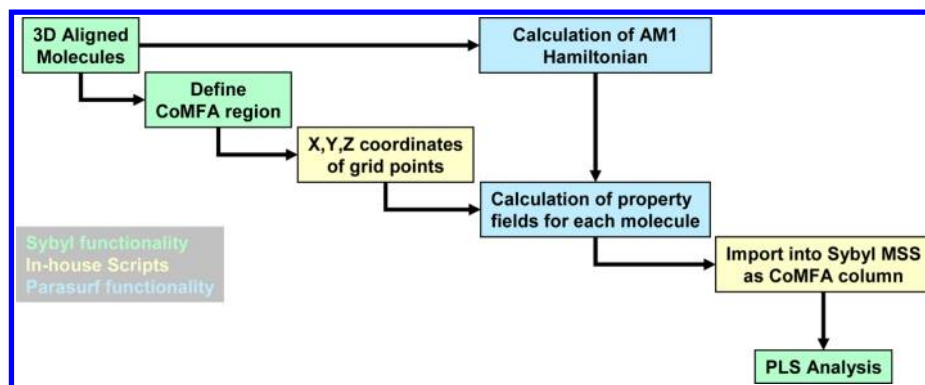 3D Aligned
Molecules
Calculation of AM1
Hamiltonian
Define
CoMFA region
X,Y,Z coordinates
of grid points
Calculation of property
fields for each molecule
Sybyl functionality
In-house Scripts
Parasurf functionality
Import into Sybyl MSS
as CoMFA column
PLS Analysis